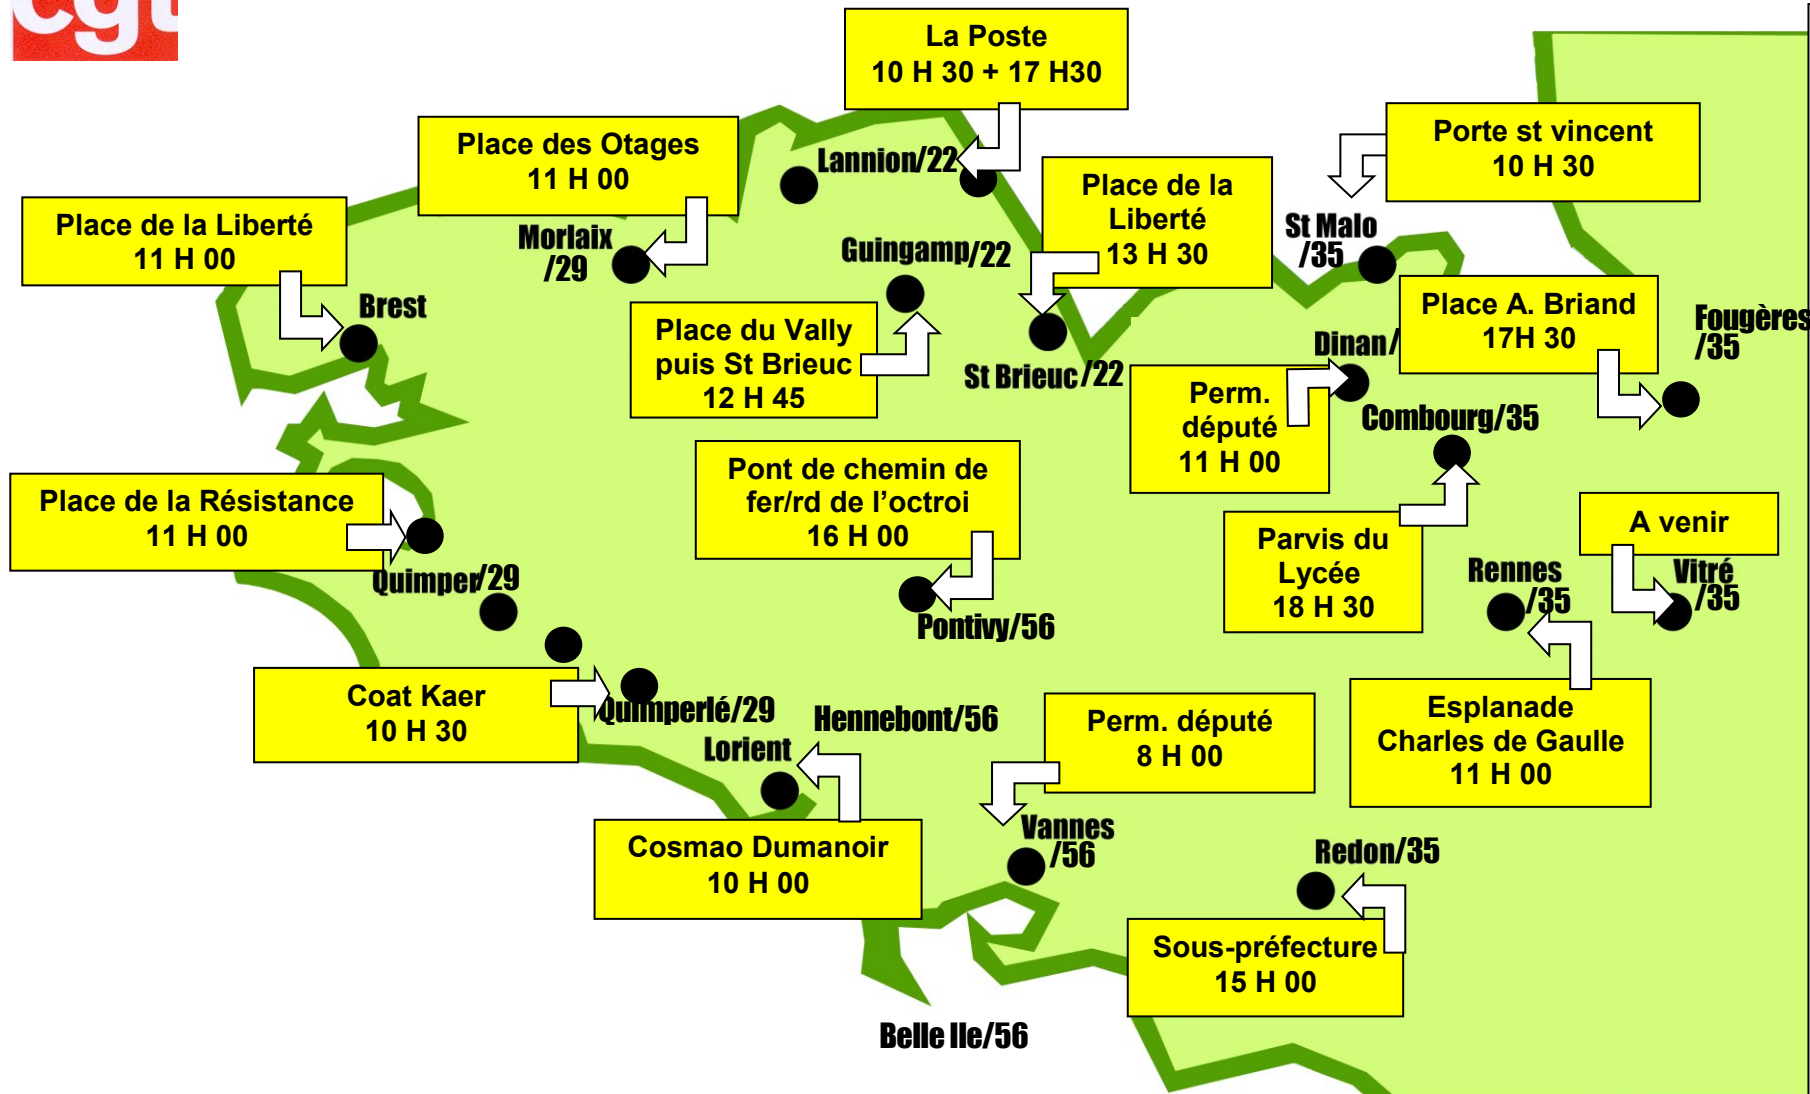 cgt
La Poste
10 H 30 + 17 H30
Place des Otages
11 H 00
Porte st vincent
10 H 30
Lannion/22
Place de la
Liberté
13 H 30
Place de la Liberté
11 H 00
Morlaix
/29
St Malo
/35
Guingamp/22
Brest
Place A. Briand
17H 30
Fougères
/35
Place du Vally
puis St Brieuc
12 H 45
St Brieuc/22
Dinan/
Perm.
député
11 H 00
Combourg/35
Pont de chemin de
fer/rd de l’octroi
16 H 00
Place de la Résistance
11 H 00
A venir
Parvis du
Lycée
18 H 30
Quimper/29
Rennes
/35
Vitré
/35
Pontivy/56
Coat Kaer
10 H 30
Quimperlé/29
Hennebont/56
Perm. député
8 H 00
Esplanade
Charles de Gaulle
11 H 00
Lorient
Cosmao Dumanoir
10 H 00
Vannes
/56
Redon/35
Sous-préfecture
15 H 00
Belle Ile/56